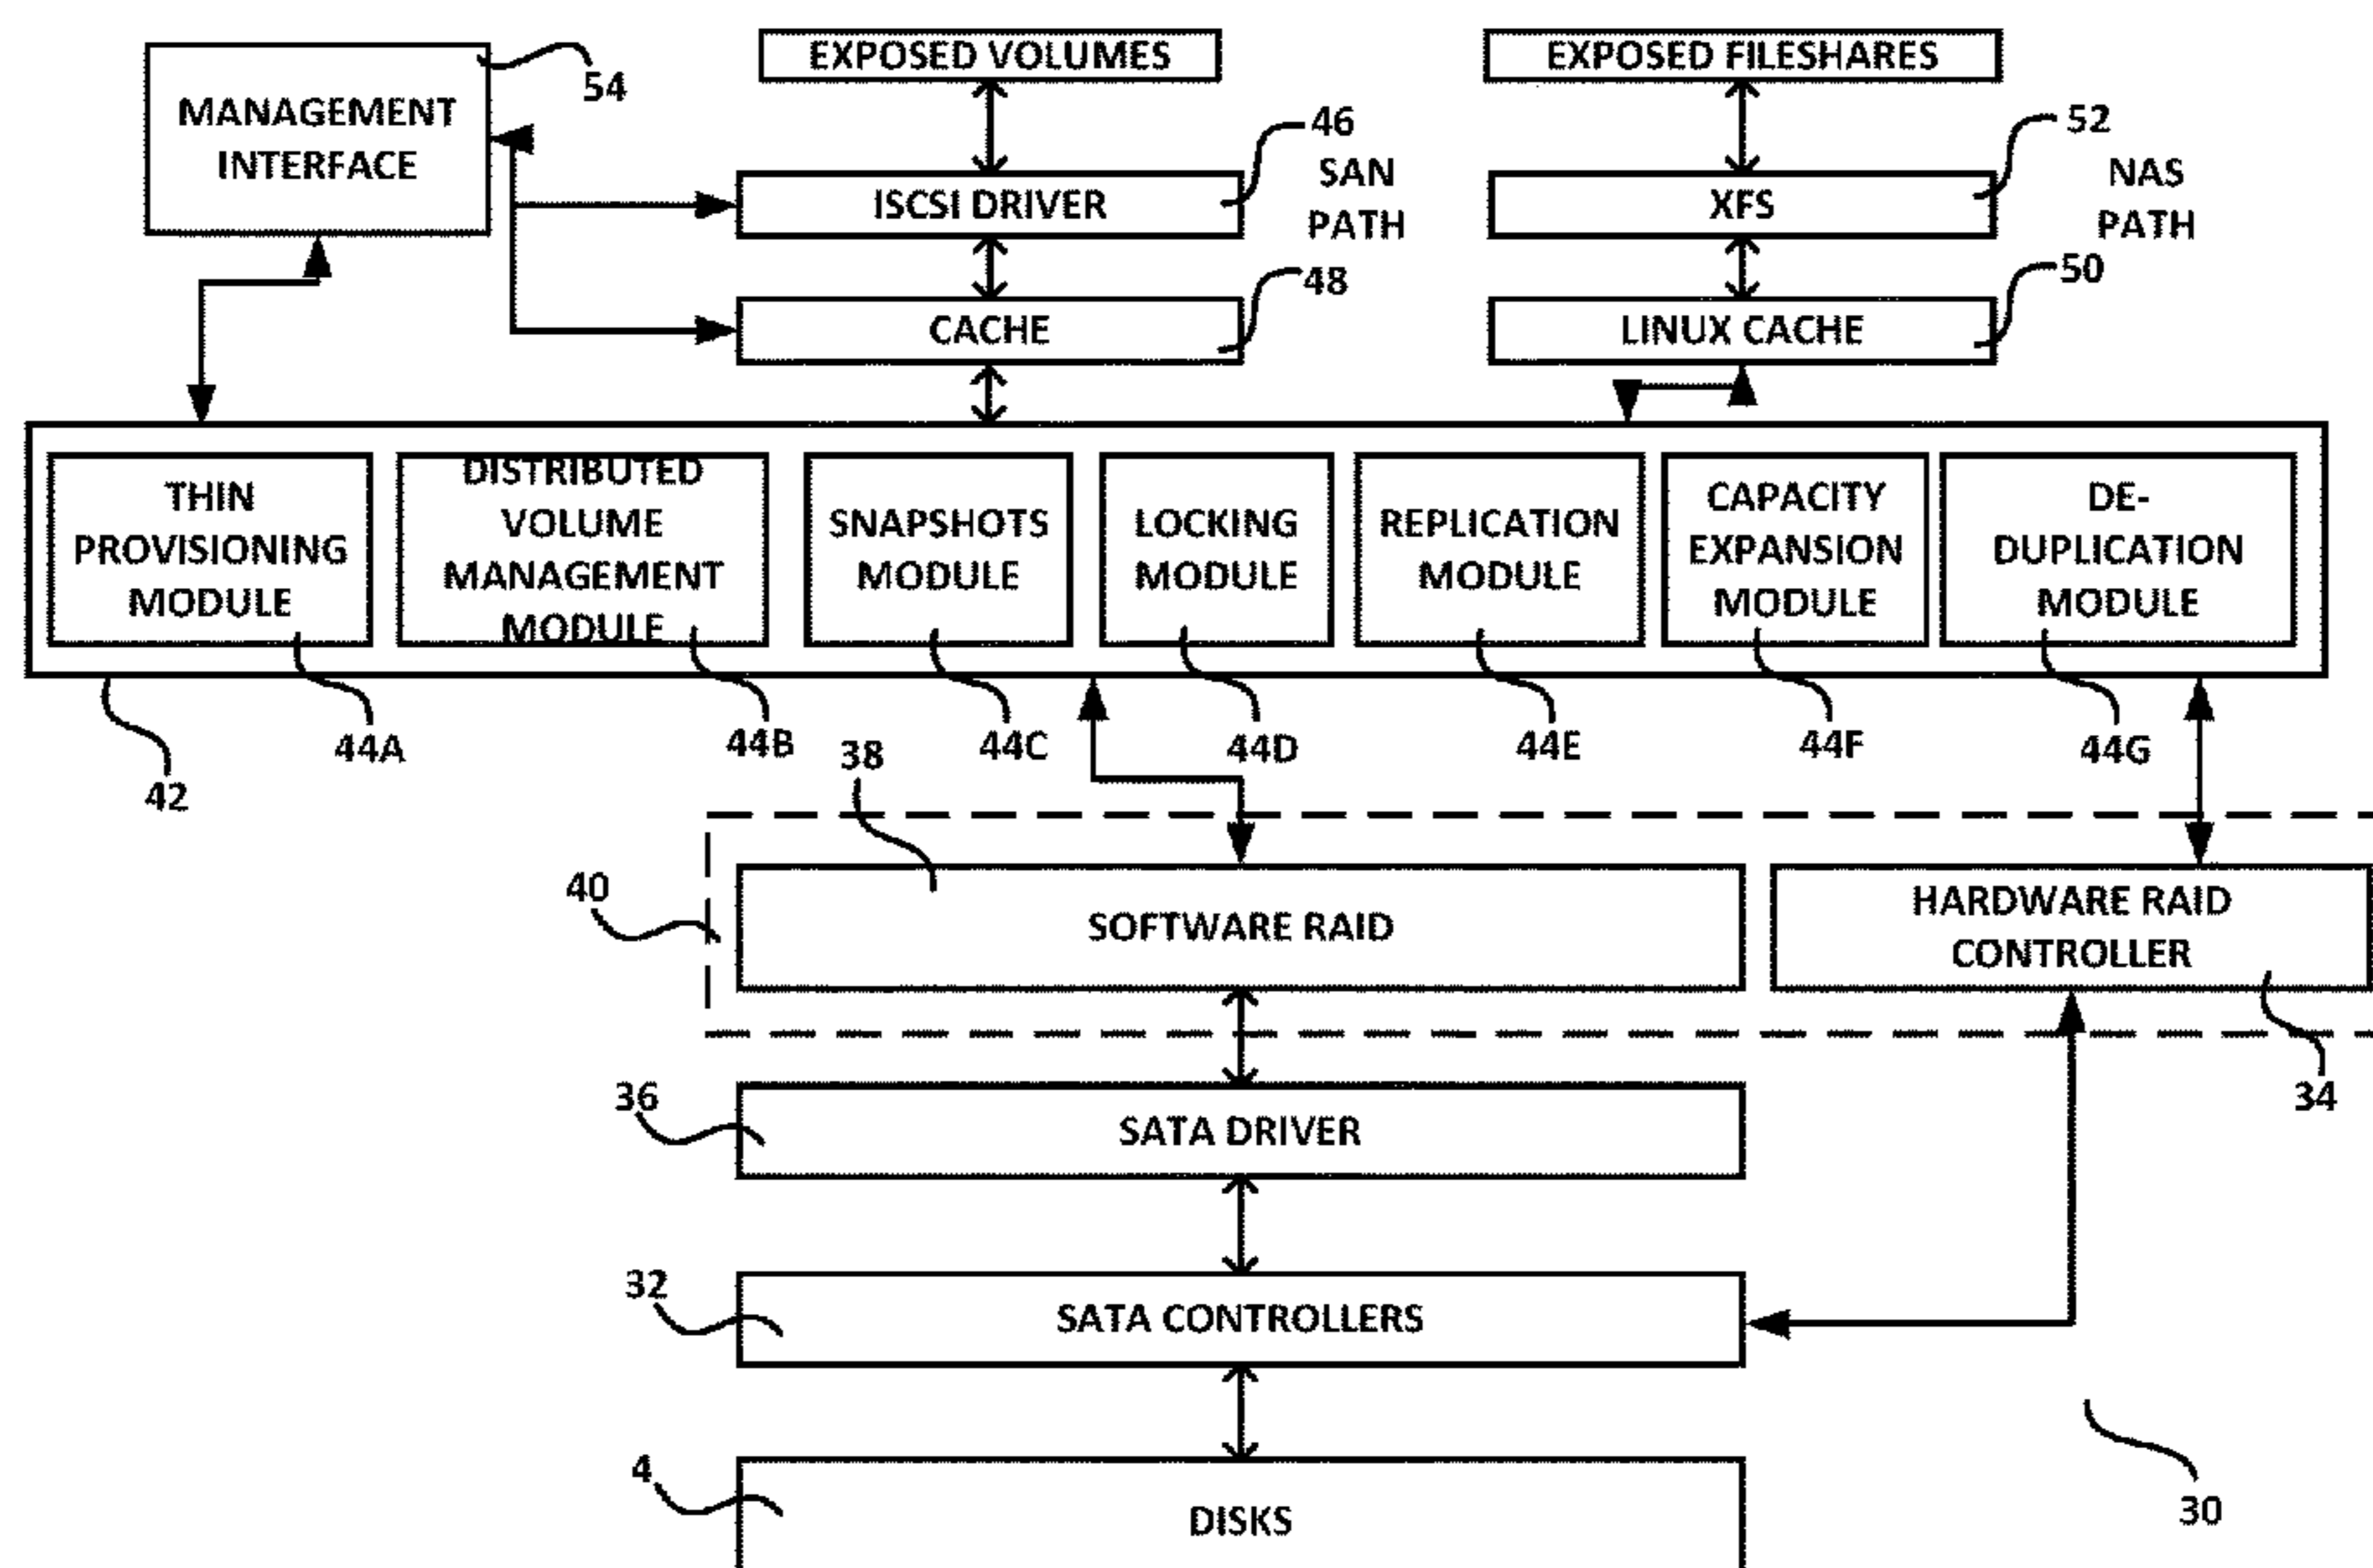 EXPOSED VOLUMES
EXPOSED FILESHARES
MANAGEMENT
INTERFACE
54
46
SAN
PATH
52
NAS
PATH
ISCSI DRIVER
XFS
48
50
CACHE
LINUX CACHE
THIN
PROVISIONING
MODULE
DISTRIBUTED
VOLUME
MANAGEMENT
MODULE
SNAPSHOTS
MODULE
LOCKING
MODULE
REPLICATION
MODULE
CAPACITY
EXPANSION
MODULE
DE-
DUPLICATION
MODULE
42
44A
44B
38
44C
44D
44E
44F
44G
40
SOFTWARE RAID
HARDWARE RAID
CONTROLLER
36
SATA DRIVER
34
32
SATA CONTROLLERS
4
DISKS
30